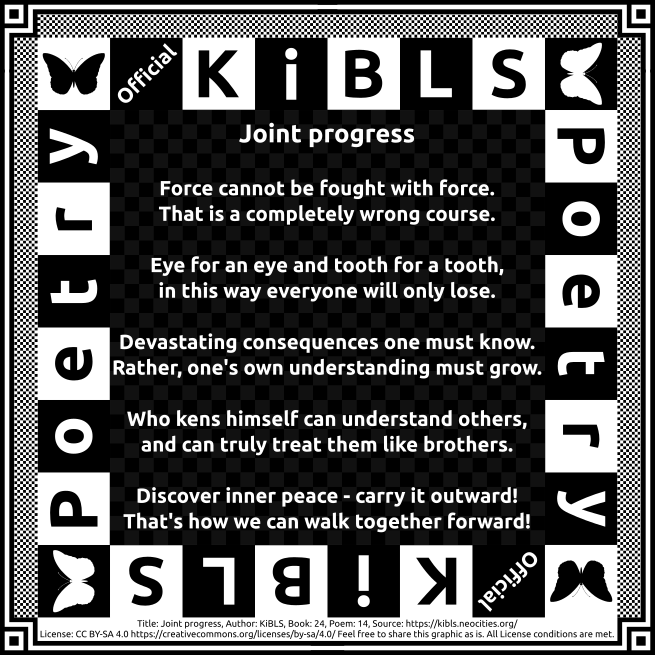 Official KiBLS
Poetry
Poetry
Joint progress
Force cannot be fought with force.
That is a completely wrong course.
Eye for an eye and tooth for a tooth,
in this way everyone will only lose.
Devastating consequences one must know.
Rather, one's own understanding must grow.
Who kens himself can understand others,
and can truly treat them like brothers.
Discover inner peace - carry it outward!
That's how we can walk together forward!
Official KiBLS
Title: Joint progress, Author: KiBLS, Book: 24, Poem: 14, Source: https://kibls.neocities.org/
License: CC BY-SA 4.0 https://creativecommons.org/licenses/by-sa/4.0/ Feel free to share this graphic as is. All License conditions are met.